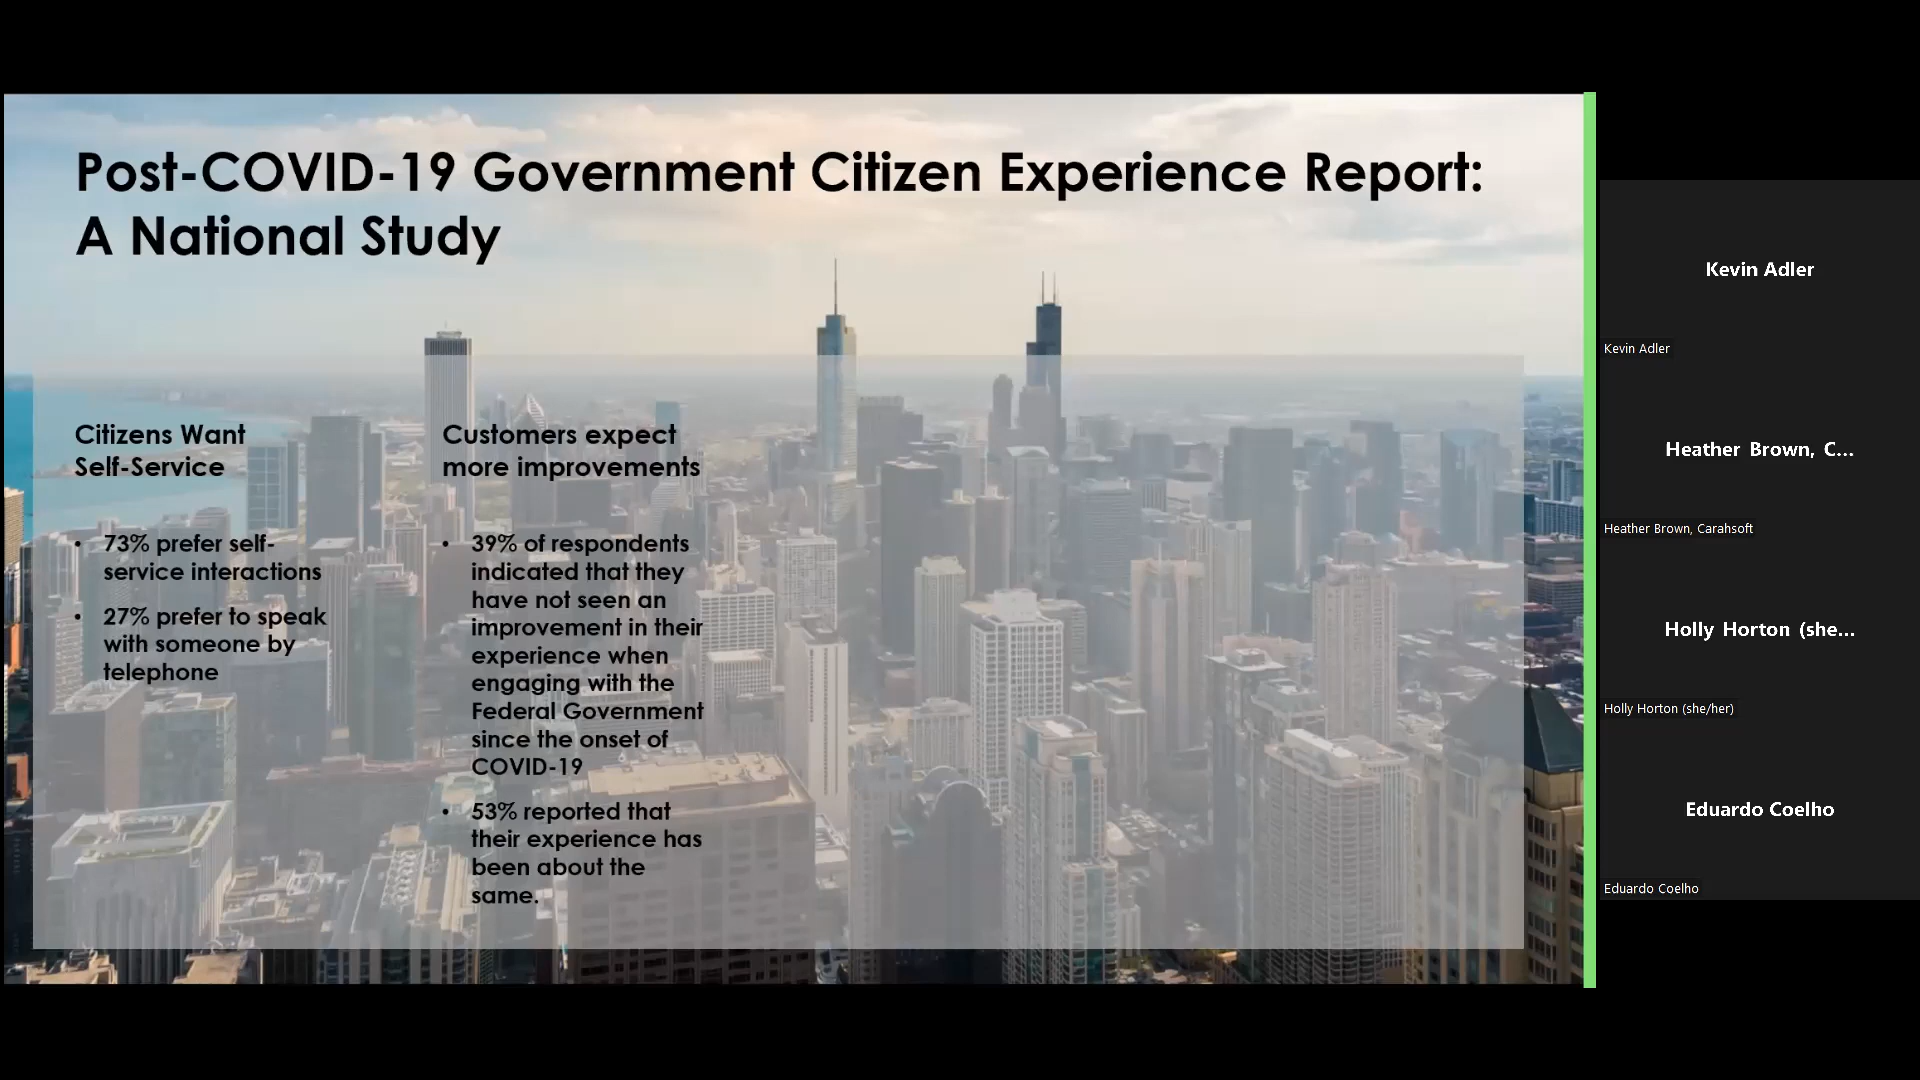 Post-COVID-19 Government Citizen Experience Report:
A National Study
Citizens Want
Self-Service
• 73% prefer self-
service interactions
• 27% prefer to speak
with someone by
telephone
Customers expect
more improvements
• 39% of respondents
indicated that they
have not seen an
improvement in their
experience when
engaging with the
Federal Government
since the onset of
COVID-19
• 53% reported that
their experience has
been about the
same.
Kevin Adler
Kevin Adler
Heather Brown, C...
Heather Brown, Carahsoft
Holly Horton (she...
Holly Horton (she/her)
Eduardo Coelho
Eduardo Coelho